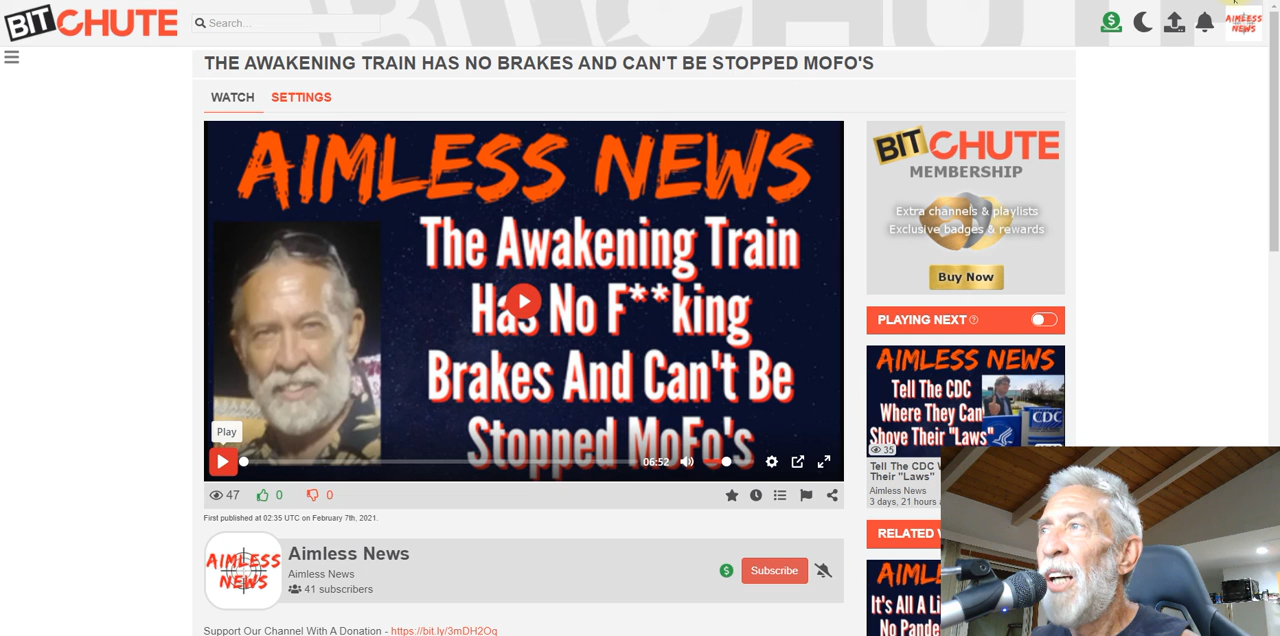 BITCHUTE
Search...
AIMLESS
NEWS
THE AWAKENING TRAIN HAS NO BRAKES AND CAN'T BE STOPPED MOFO'S
WATCH SETTINGS
AIMLESS NEWS
The Awakening Train
Has No F**king
Brakes And Can't Be
Stopped MoFo's
Play
06:52
47 0 0
First published at 02:35 UTC on February 7th, 2021.
AIMLESS
NEWS
Aimless News
Aimless News
41 subscribers
Subscribe
Support Our Channel With A Donation - https://bit.ly/3mDH2Oq
BITCHUTE
MEMBERSHIP
Extra channels & playlists
Exclusive badges & rewards
Buy Now
PLAYING NEXT
AIMLESS NEWS
Tell The CDC
Where They Can
Shove Their "Laws"
CDC
35
Tell The CDC
Their "Laws"
Aimless News
3 days, 21 hours
RELATED
AIML
It's All A Li
No Pande